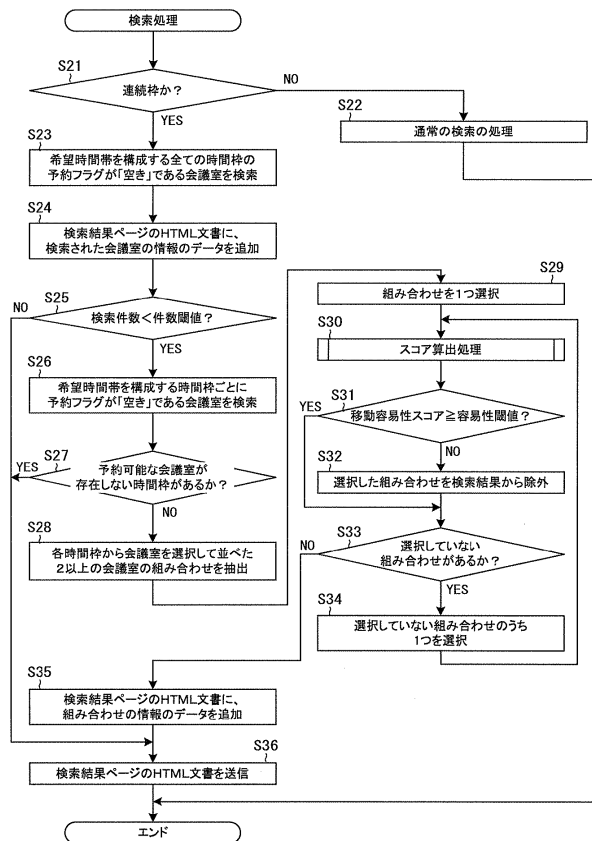 検索処理
S21
連続枠か?
NO
YES
S22
通常の検索の処理
S23
希望時間帯を構成する全ての時間枠の
予約フラグが「空き」である会議室を検索
S24
検索結果ページのHTML文書に、
検索された会議室の情報のデータを追加
S25
NO
検索件数<件数閾値?
YES
S26
希望時間帯を構成する時間枠ごとに
予約フラグが「空き」である会議室を検索
S27
YES
予約可能な会議室が
存在しない時間枠があるか?
NO
S28
各時間枠から会議室を選択して並べた
2以上の会議室の組み合わせを抽出
S29
組み合わせを1つ選択
S30
スコア算出処理
S31
YES
移動容易性スコア≧容易性閾値?
NO
S32
選択した組み合わせを検索結果から除外
S33
NO
選択していない
組み合わせがあるか?
YES
S34
選択していない組み合わせのうち
1つを選択
S35
検索結果ページのHTML文書に、
組み合わせの情報のデータを追加
S36
検索結果ページのHTML文書を送信
エンド